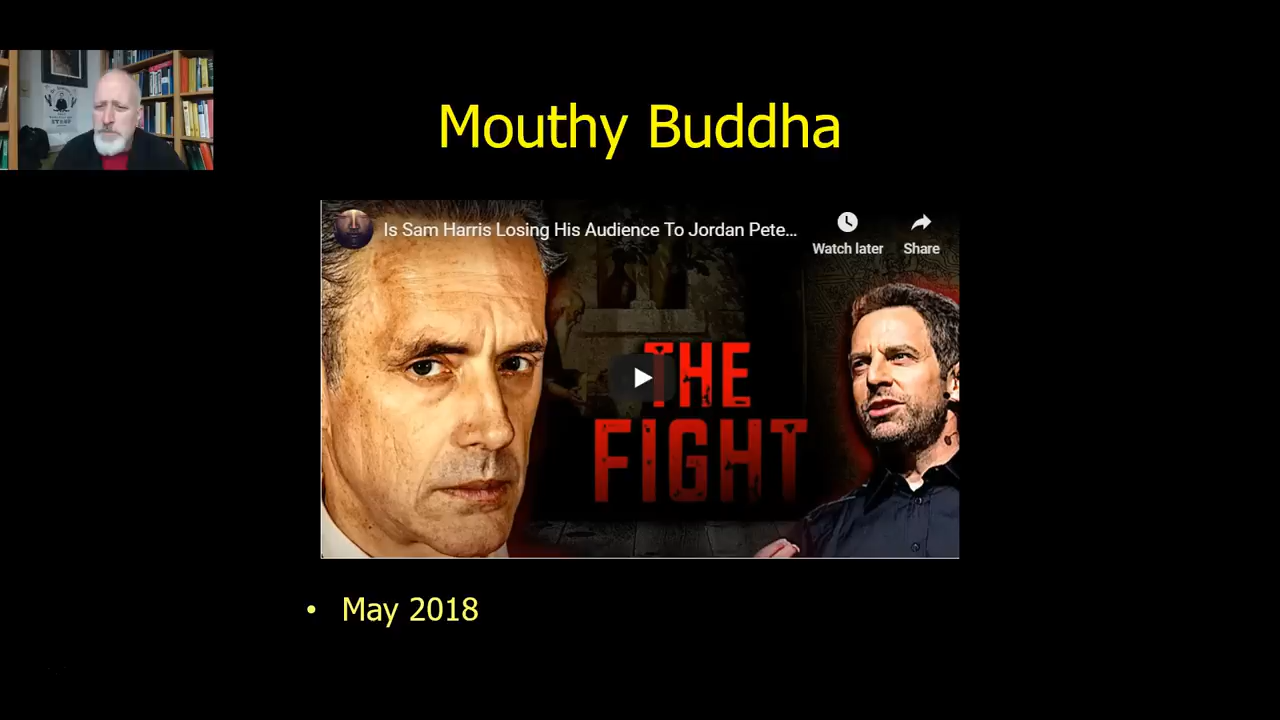 Mouthy Buddha
Is Sam Harris Losing His Audience To Jordan Pete...
Watch later
Share
THE
FIGHT
• May 2018